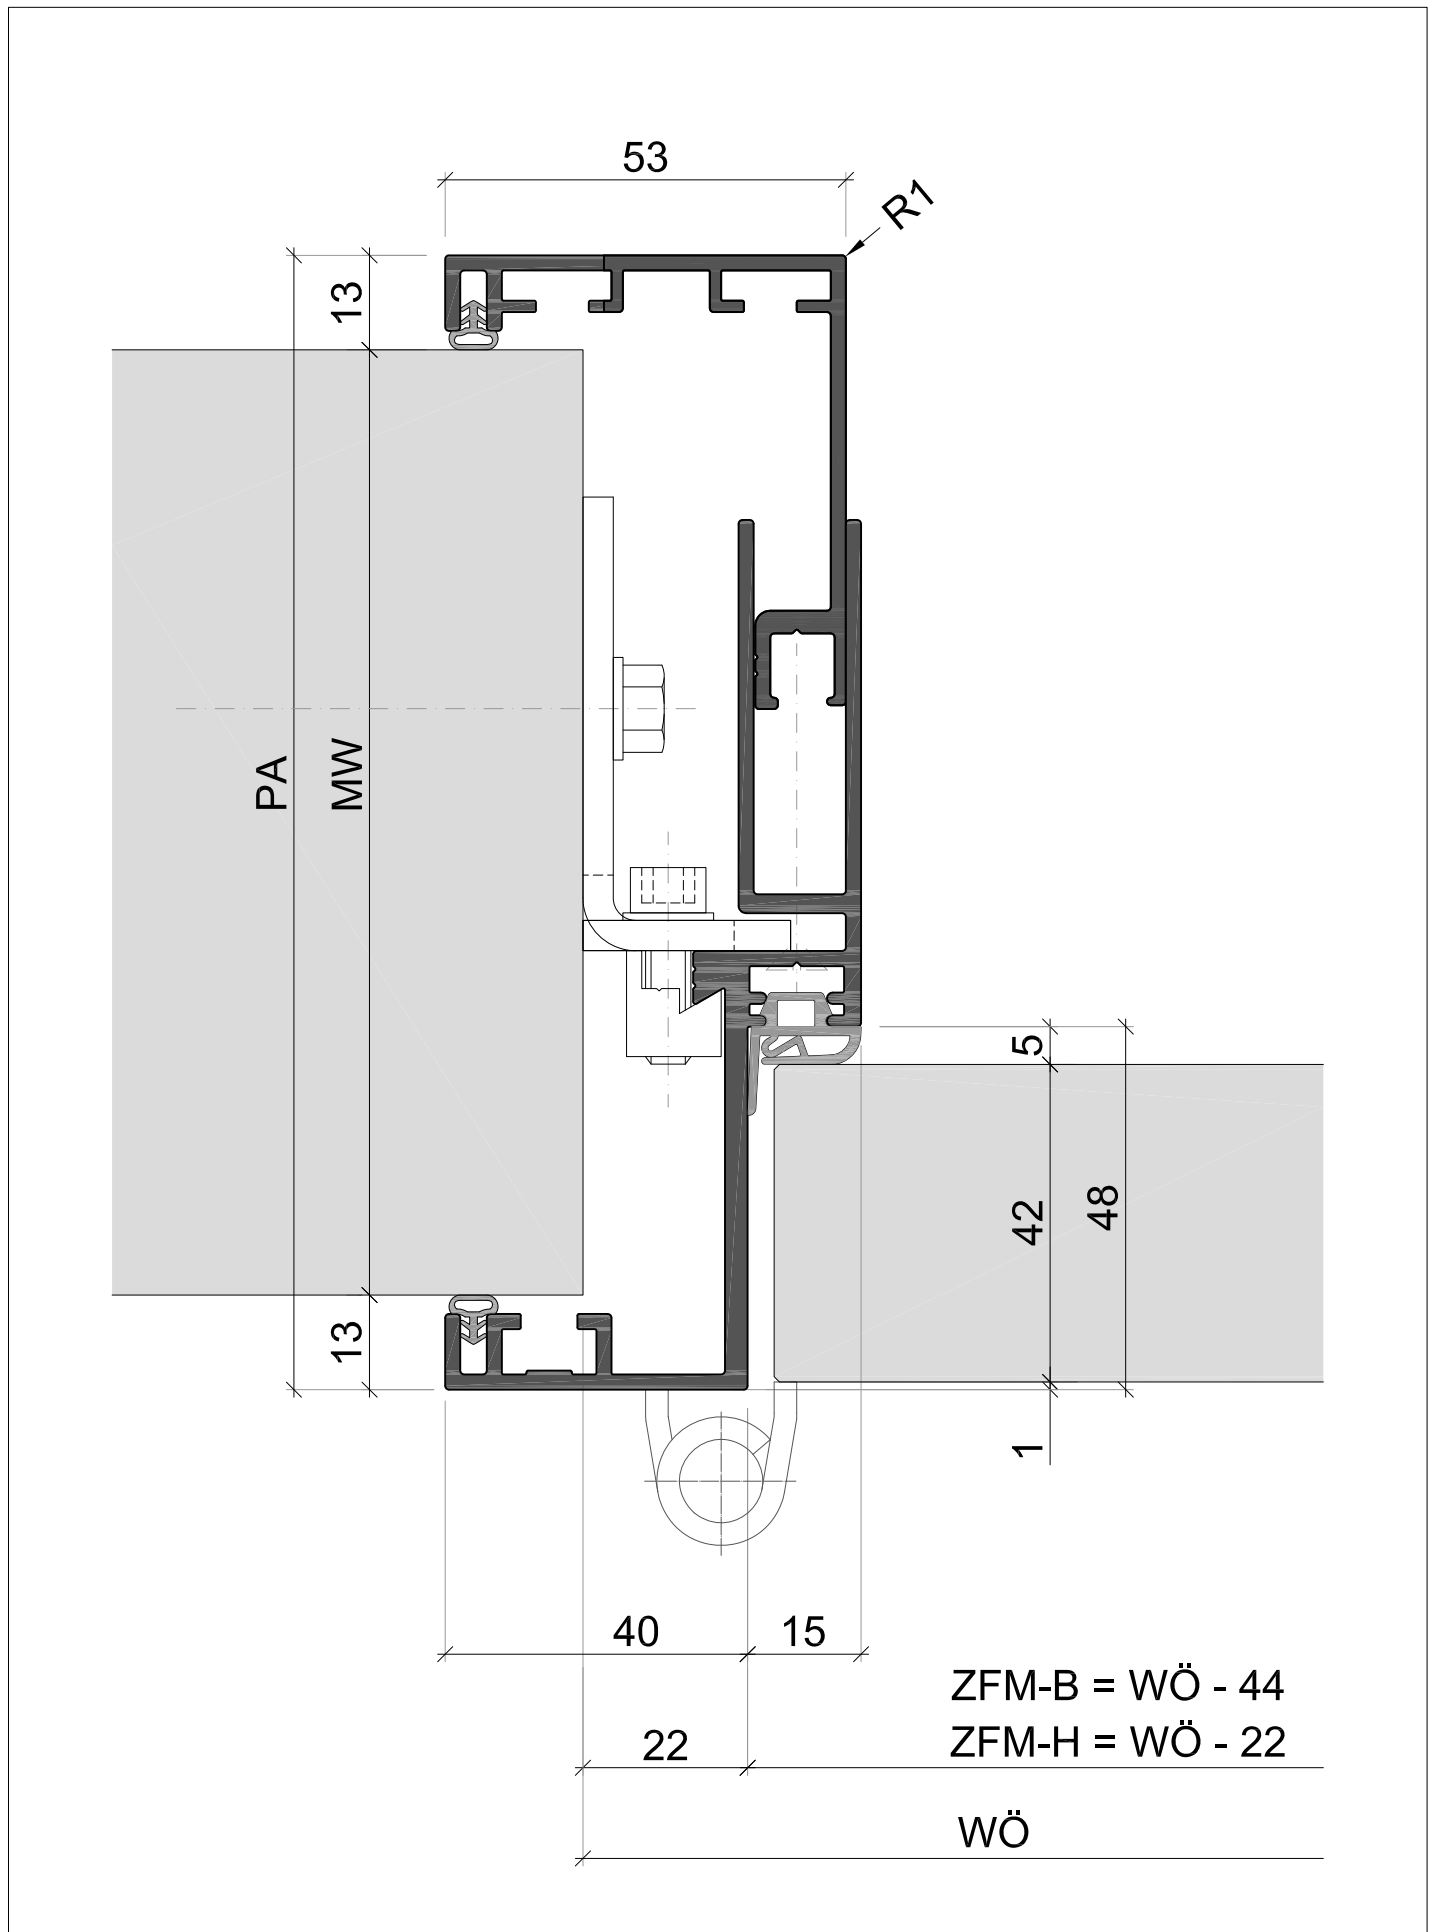 53
R1
13
PA
MW
5
42
48
13
1
40
15
ZFM-B = WÖ - 44
22
ZFM-H = WÖ - 22
WÖ